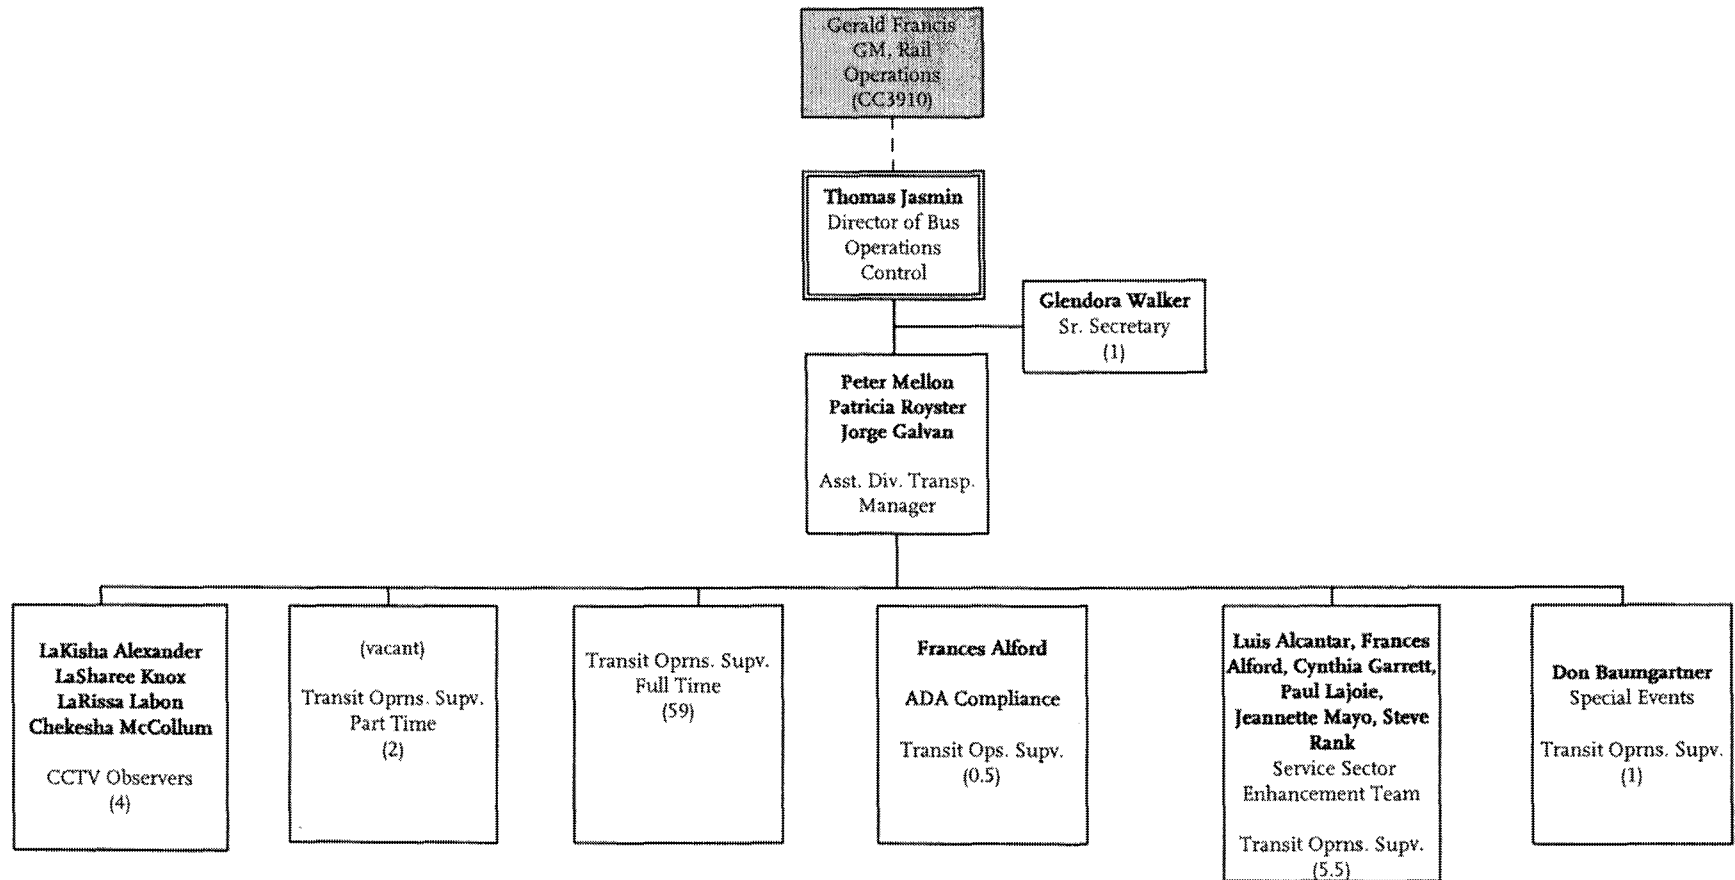 Gerald Francis
GM, Rail
Operations
(CC3910)
Thomas Jasmin
Director of Bus
Operations
Control
Glendora Walker
Sr. Secretary
(1)
Peter Mellon
Patricia Royster
Jorge Galvan
Asst. Div. Transp.
Manager
LaKisha Alexander
LaSharee Knox
LaRissa Labon
Chekesha McCollum
CCTV Observers
(4)
(vacant)
Transit Oprns. Supv.
Part Time
(2)
Transit Oprns. Supv.
Full Time
(59)
Frances Alford
ADA Compliance
Transit Ops. Supv.
(0.5)
Luis Alcantar, Frances
Alford, Cynthia Garrett,
Paul Lajoie,
Jeannette Mayo, Steve
Rank
Service Sector
Enhancement Team
Transit Oprns. Supv.
(5.5)
Don Baumgartner
Special Events
Transit Oprns. Supv.
(1)